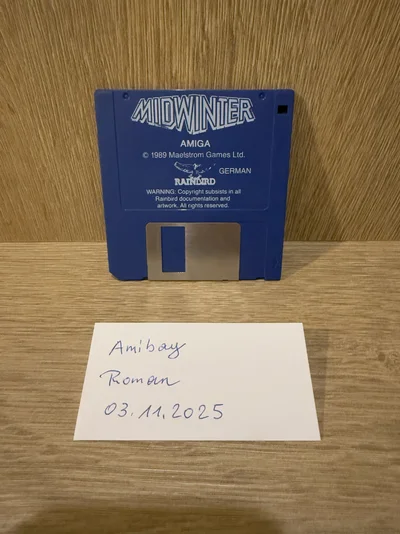 MIDWINTER
AMIGA
© 1989 Maelstrom Games Ltd.
RAINBIRD
GERMAN
WARNING: Copyright subsists in all
Rainbird documentation and
artwork. All rights reserved.
Amibay
Roman
03.11.2025